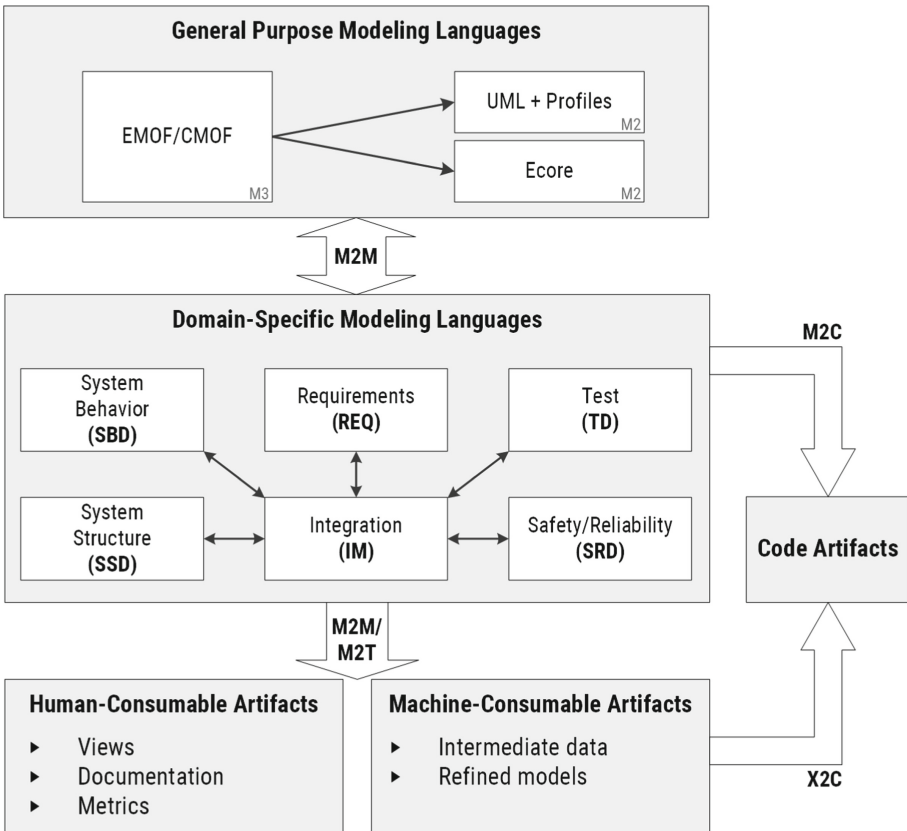 General Purpose Modeling Languages
EMOF/CMOF
M3
UML + Profiles
M2
Ecore
M2
M2M
Domain-Specific Modeling Languages
System
Behavior
(SBD)
Requirements
(REQ)
Test
(TD)
System
Structure
(SSD)
Integration
(IM)
Safety/Reliability
(SRD)
M2C
Code Artifacts
M2M/
M2T
Human-Consumable Artifacts
Views
Documentation
Metrics
Machine-Consumable Artifacts
Intermediate data
Refined models
X2C